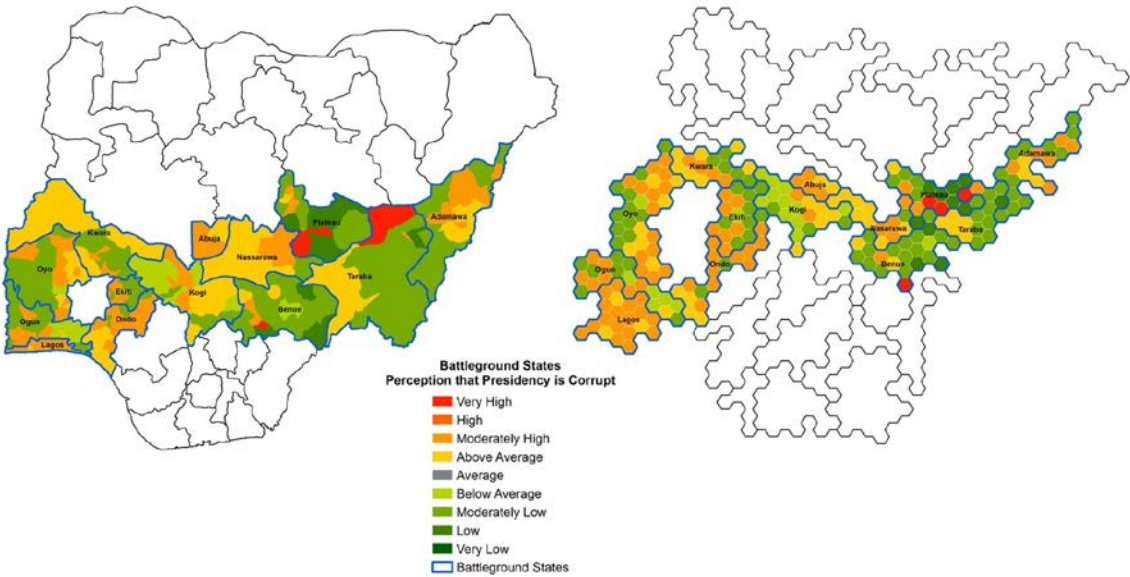 Adamawa
Plateau
Abuja
Kwara
Nassarawa
Oyo
Taraba
Kogi
Ekiti
Benue
Ogun
Ondo
Lagos
Adamawa
Kwara
Abuja
Plateau
Oyo
Kogi
Ekiti
Nasarawa
Taraba
Ondo
Benue
Ogun
Lagos
Battleground States
Perception that Presidency is Corrupt
Very High
High
Moderately High
Above Average
Average
Below Average
Moderately Low
Low
Very Low
Battleground States